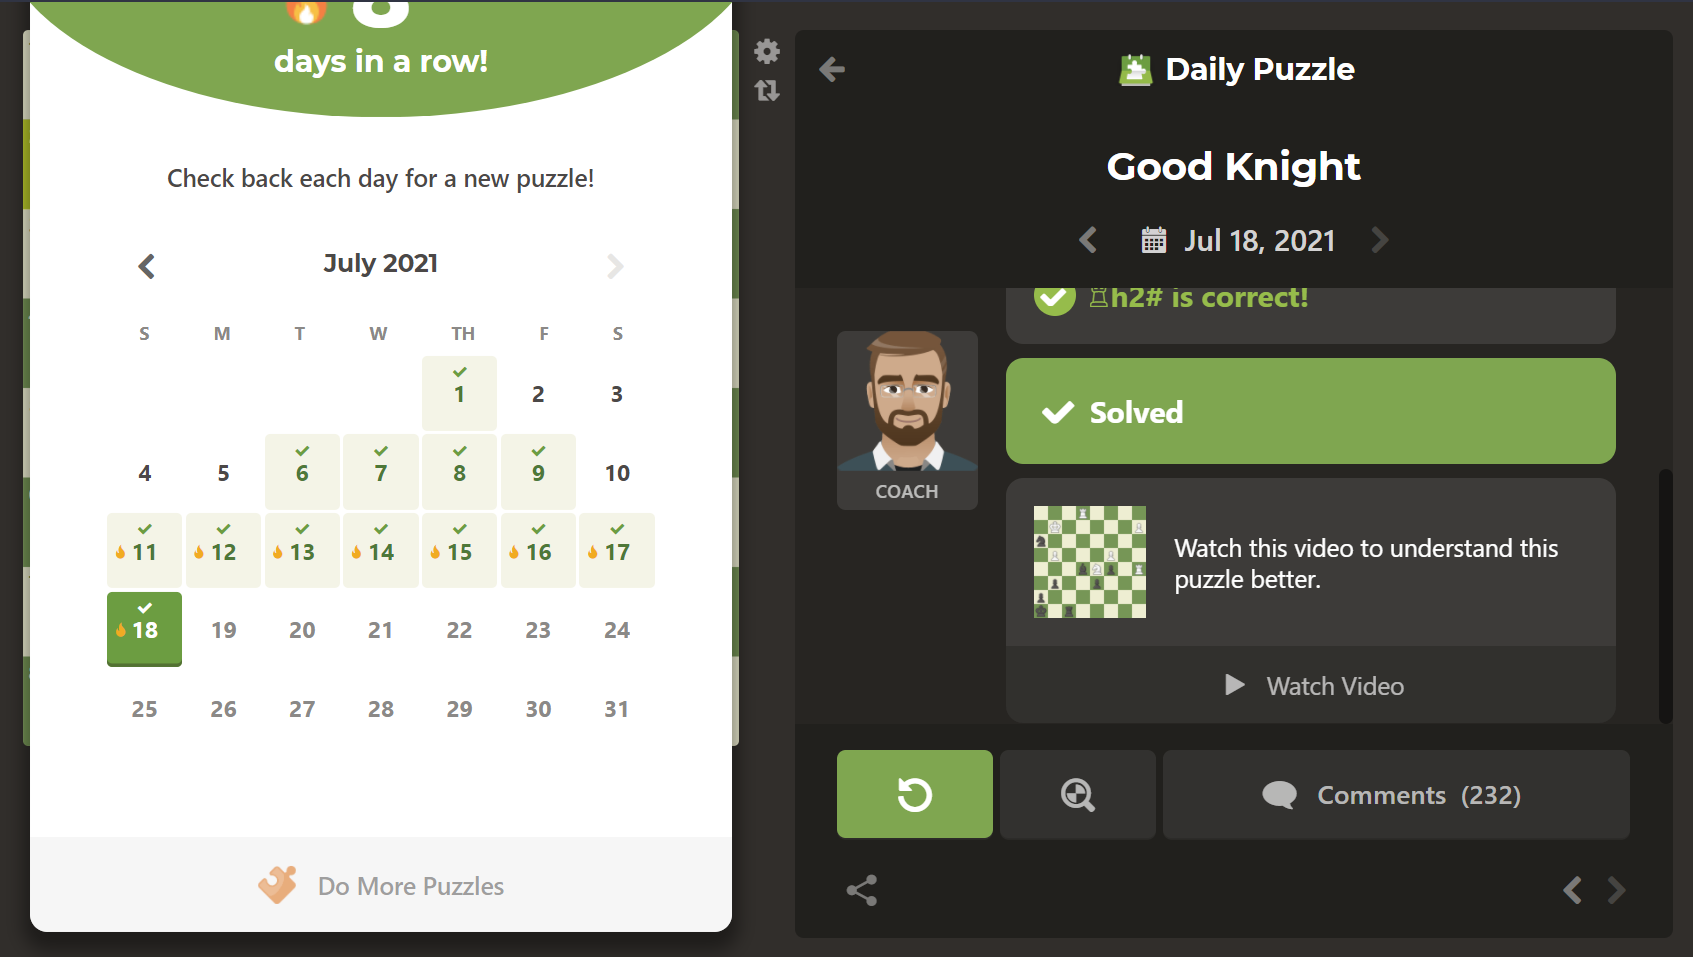 8
days in a row!
Check back each day for a new puzzle!
July 2021
S M T W TH F S
1 2 3
4 5 6 7 8 9 10
11 12 13 14 15 16 17
18 19 20 21 22 23 24
25 26 27 28 29 30 31
Do More Puzzles
Daily Puzzle
Good Knight
Jul 18, 2021
♖h2# is correct!
COACH
Solved
Watch this video to understand this
puzzle better.
Watch Video
Comments (232)